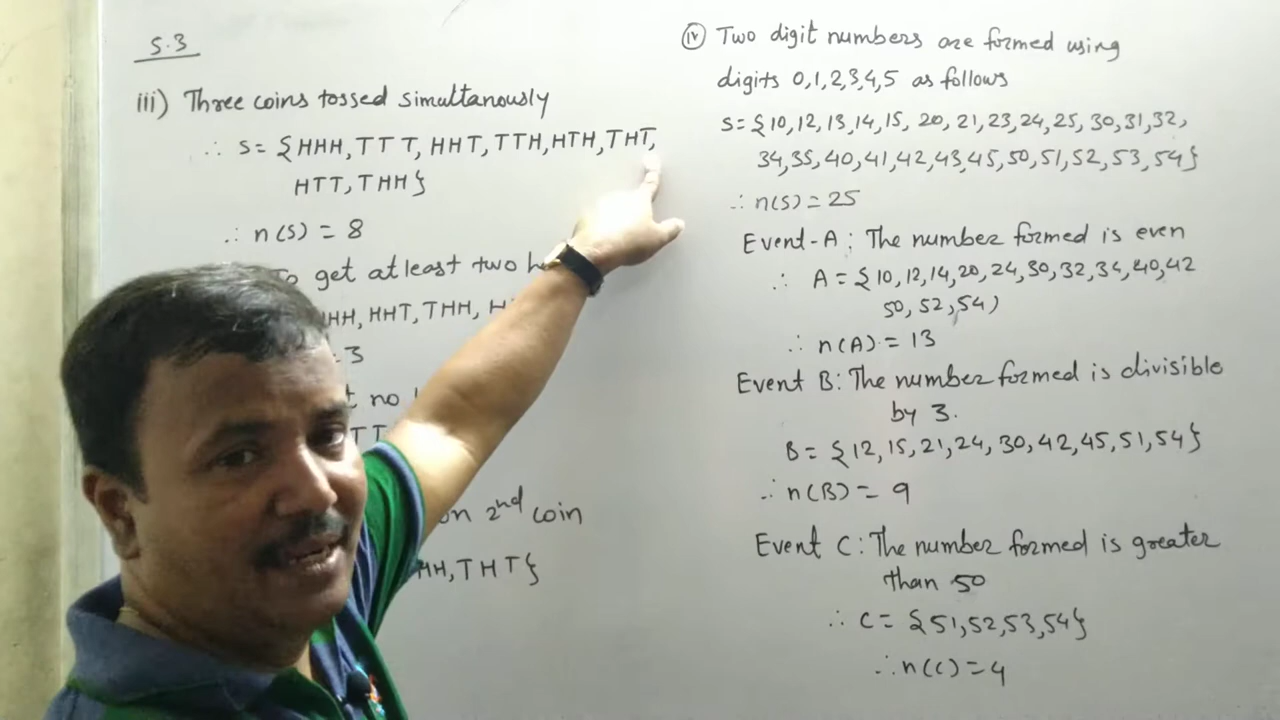 5.3
iii) Three coins tossed simultanously
∴ S = {HHH, TTT, HHT, TTH, HTH, THT,
HTT, THH}
∴ n(S) = 8
To get atleast two
HH, HHT, THH,
3
no
TT
on 2nd coin
HH, THT}
iv Two digit numbers are formed using
digits 0,1,2,3,4,5 as follows
S = {10, 12, 13, 14, 15, 20, 21, 23, 24, 25, 30, 31, 32,
34, 35, 40, 41, 42, 43, 45, 50, 51, 52, 53, 54}
∴ n(S) = 25
Event-A : The number formed is even
∴ A = {10, 12, 14, 20, 24, 30, 32, 34, 40, 42
50, 52, 54)
∴ n(A) = 13
Event B: The number formed is divisible
by 3.
B = {12, 15, 21, 24, 30, 42, 45, 51, 54}
∴ n(B) = 9
Event C: The number formed is greater
than 50
∴ C = {51, 52, 53, 54}
∴ n(C) = 4